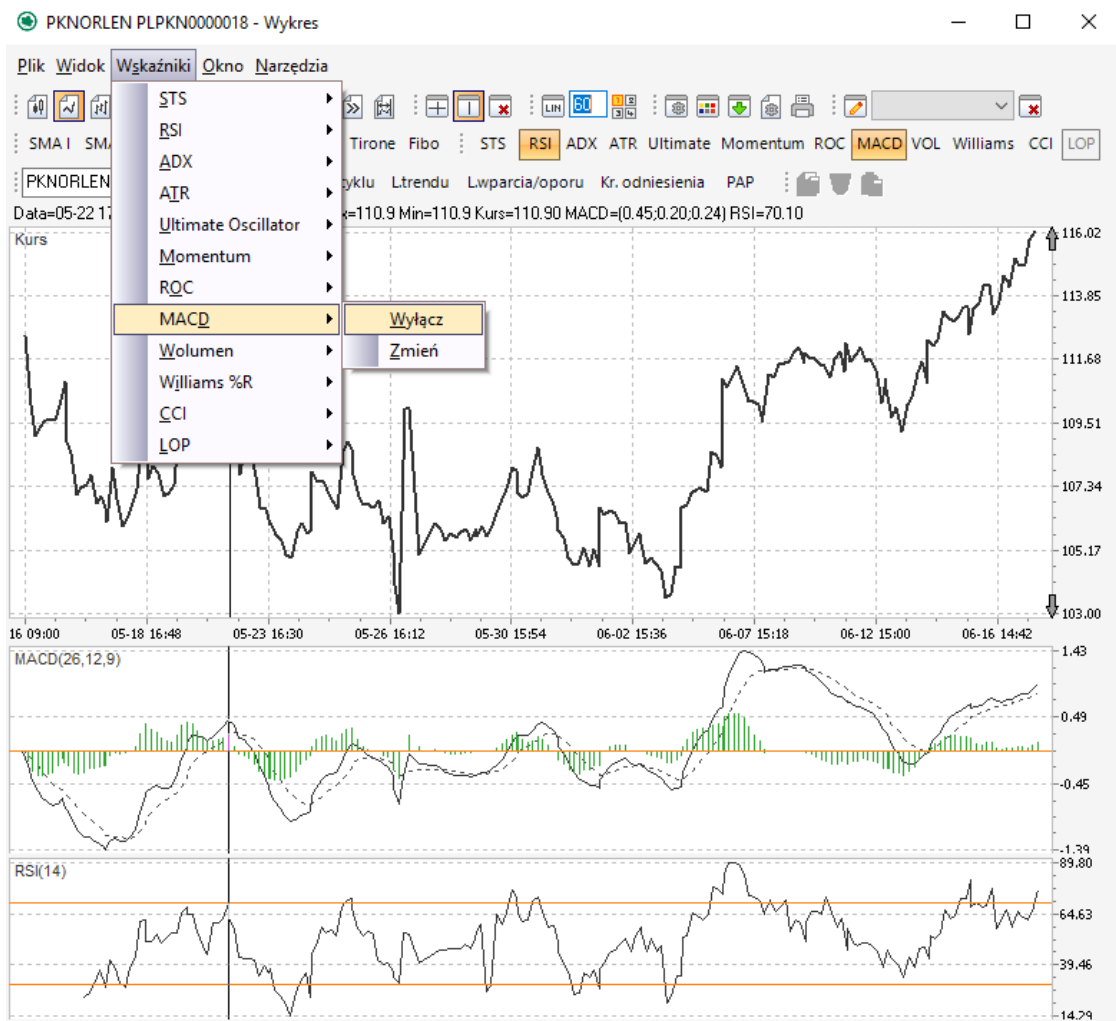 PKNORLEN PLPKN0000018 - Wykres
Plik Widok Wskaźniki Okno Narzędzia
LIN 60 1 2 3 4
SMA I Tirone Fibo STS RSI ADX ATR Ultimate Momentum ROC MACD VOL Williams CCI LOP
PKNORLEN L.trendu L.wparcia/oporu Kr. odniesienia PAP
Data=05-22 =110.9 Min=110.9 Kurs=110.90 MACD=(0.45;0.20;0.24) RSI=70.10
STS
RSI
ADX
ATR
Ultimate Oscillator
Momentum
ROC
MACD
Wyłącz
Wolumen
Zmień
Williams %R
CCI
LOP
Kurs
116.02
113.85
111.68
109.51
107.34
105.17
103.00
16 09:00 05-18 16:48 05-23 16:30 05-26 16:12 05-30 15:54 06-02 15:36 06-07 15:18 06-12 15:00 06-16 14:42
MACD(26,12,9)
1.43
0.49
-0.45
-1.39
RSI(14)
89.80
64.63
39.46
14.29